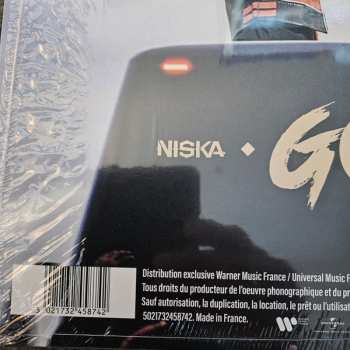 NISKA ◆ GO
Distribution exclusive Warner Music France / Universal Music F
Tous droits du producteur de l'oeuvre phonographique et du pr
Sauf autorisation, la duplication, la location, le prêt ou l'utilisat
5021732458742. Made in France.
5 021732 458742